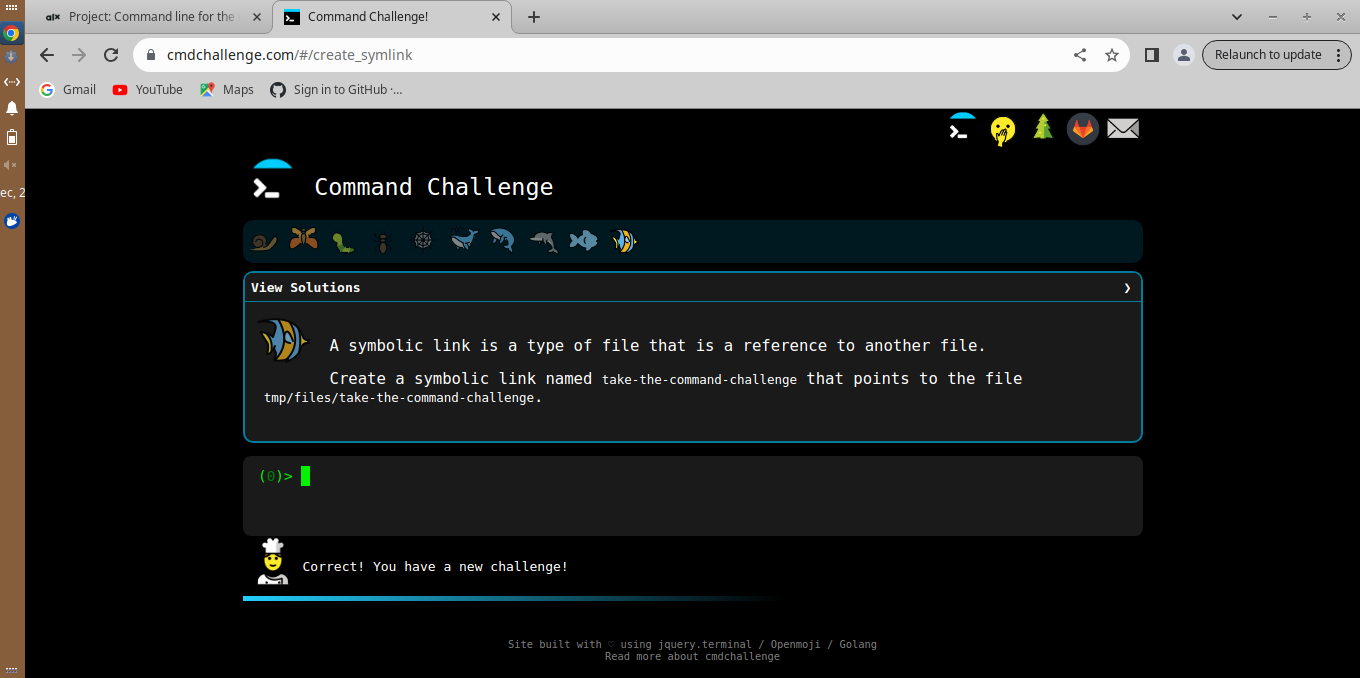 alx Project: Command line for the
Command Challenge!
cmdchallenge.com/#/create_symlink
Relaunch to update
Gmail
YouTube
Maps
Sign in to GitHub ·...
ec, 2
Command Challenge
View Solutions
A symbolic link is a type of file that is a reference to another file.
Create a symbolic link named take-the-command-challenge that points to the file
tmp/files/take-the-command-challenge.
(0)>
Correct! You have a new challenge!
Site built with ♡ using jquery.terminal / Openmoji / Golang
Read more about cmdchallenge